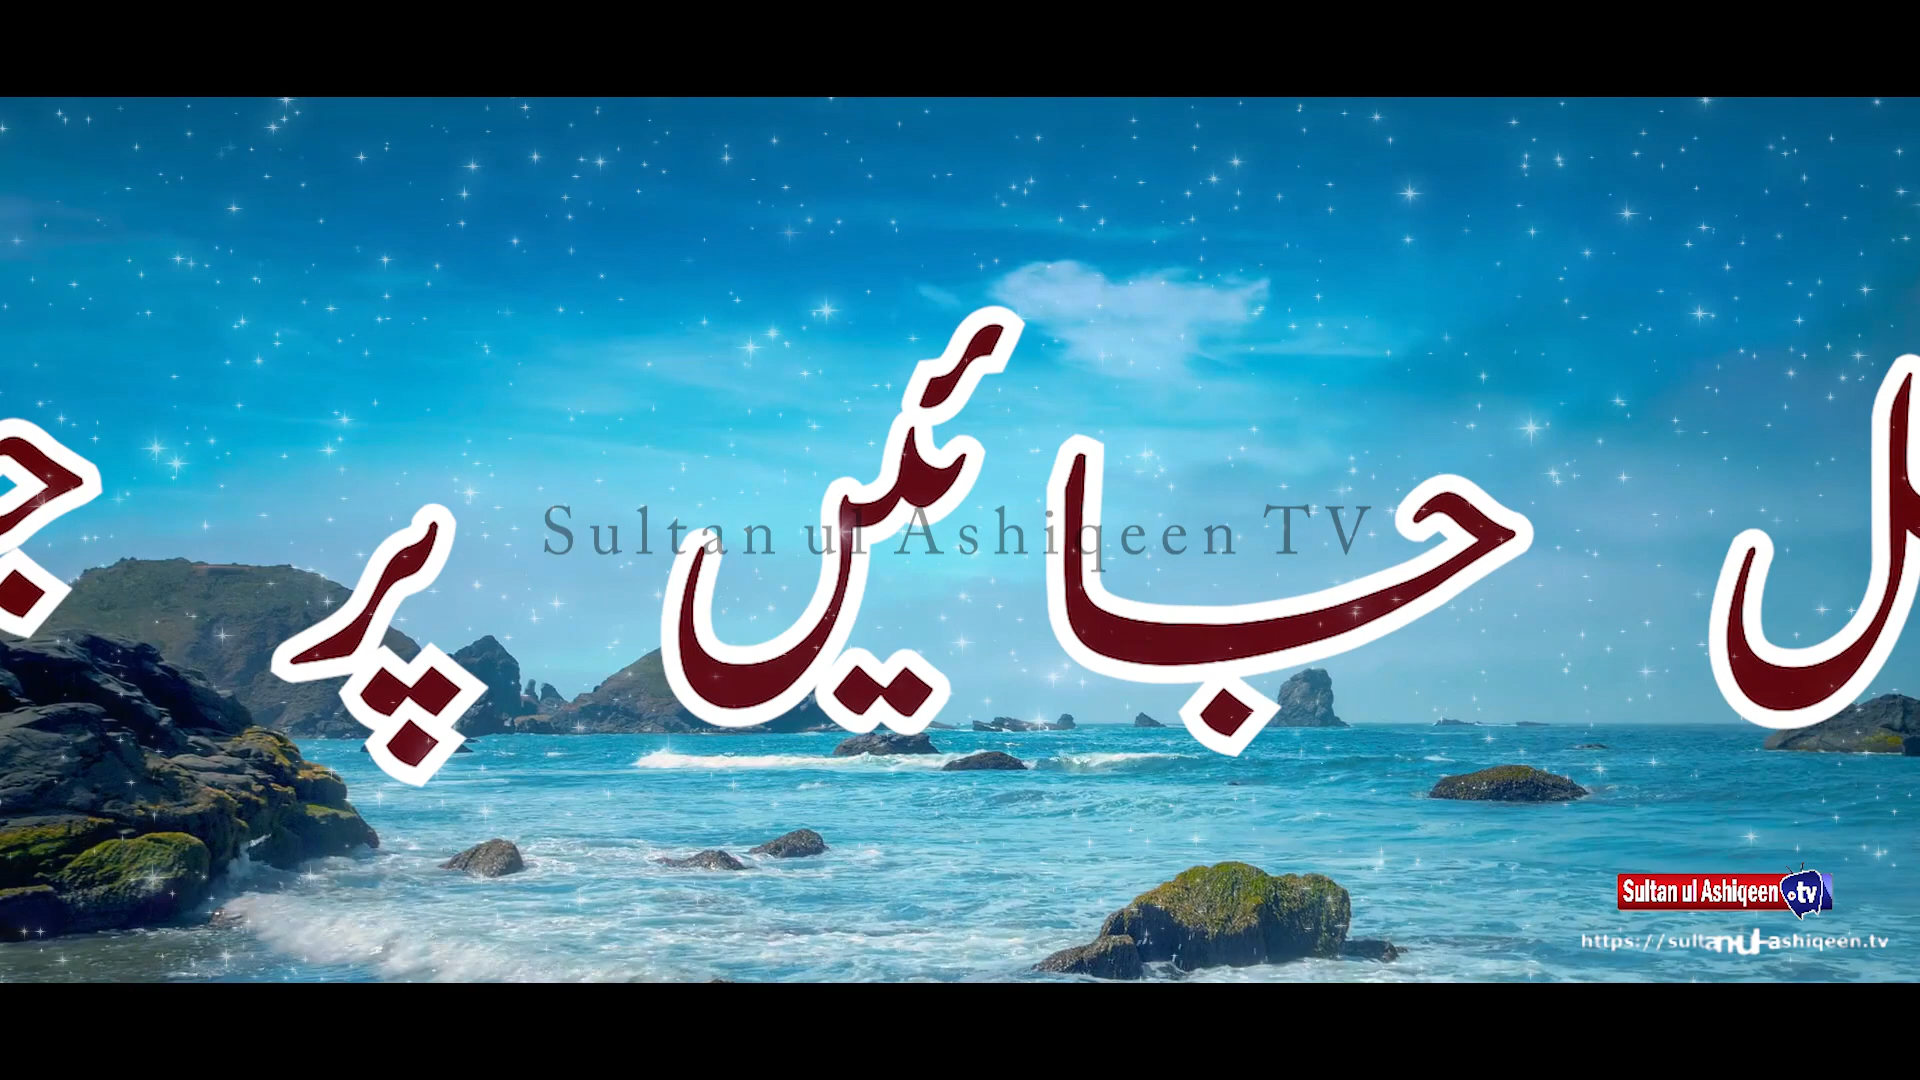 جائیں پر
Sultan ul Ashiqeen TV
Sultan ul Ashiqeen tv
https://sultan-ul-ashiqeen.tv